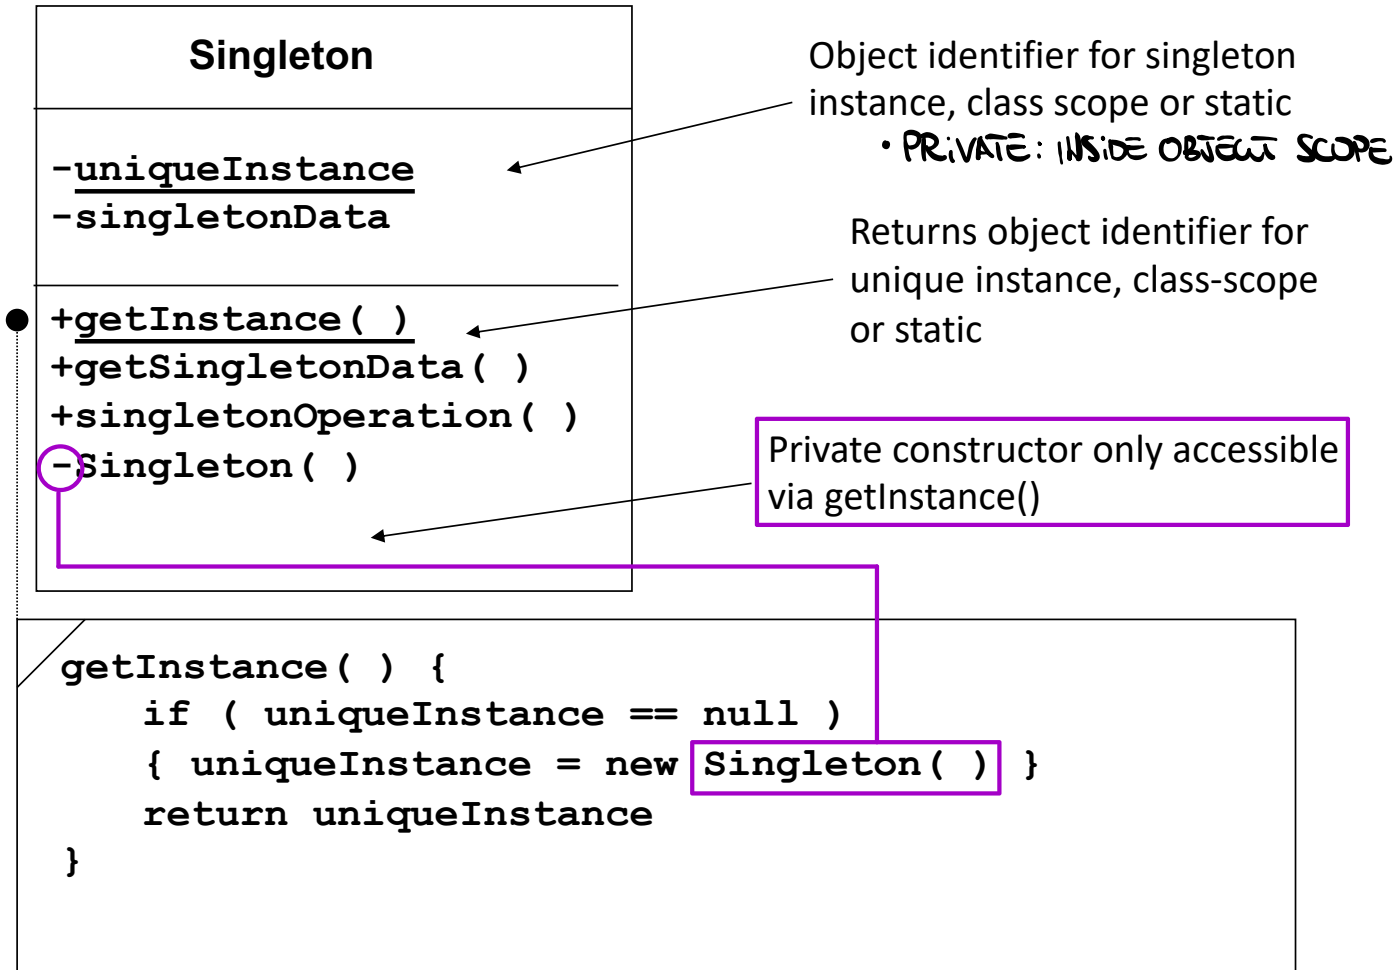 Singleton
Object identifier for singleton
instance, class scope or static
• PRIVATE: INSIDE OBJECT SCOPE
-uniqueInstance
-singletonData
Returns object identifier for
unique instance, class-scope
or static
+getInstance( )
+getSingletonData( )
+singletonOperation( )
-Singleton( )
Private constructor only accessible
via getInstance()
getInstance( ) {
if ( uniqueInstance == null )
{ uniqueInstance = new Singleton( ) }
return uniqueInstance
}